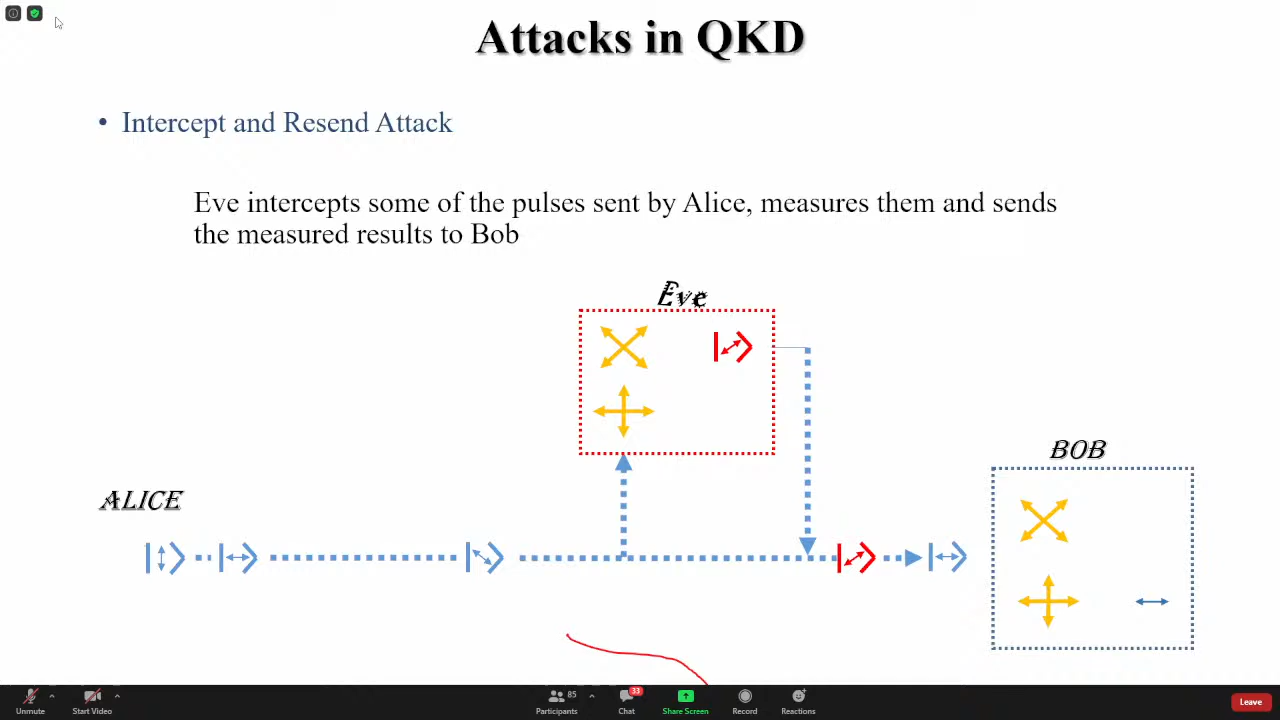 Attacks in QKD
• Intercept and Resend Attack
Eve intercepts some of the pulses sent by Alice, measures them and sends
the measured results to Bob
Eve
BOB
ALICE
Unmute
Start Video
85
Participants
33
Chat
Share Screen
Record
Reactions
Leave